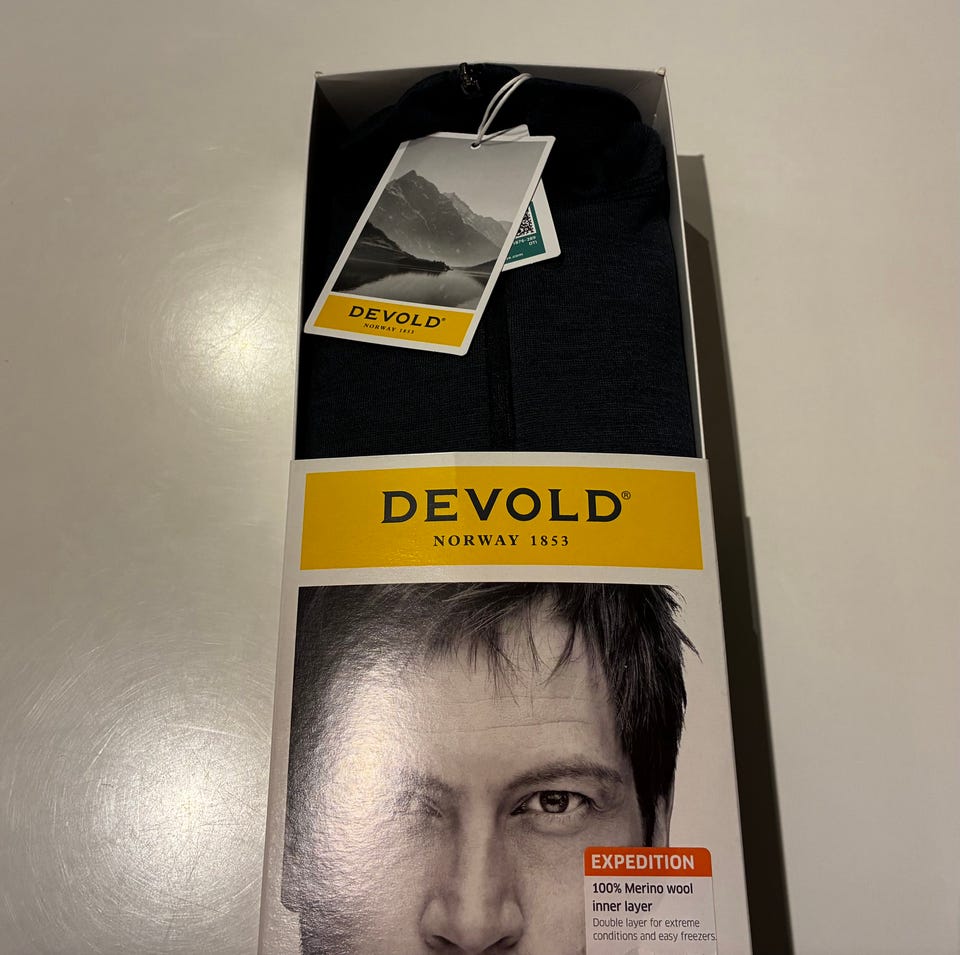 DEVOLD®
NORWAY 1853
DEVOLD®
NORWAY 1853
EXPEDITION
100% Merino wool
inner layer
Double layer for extreme
conditions and easy freezers.